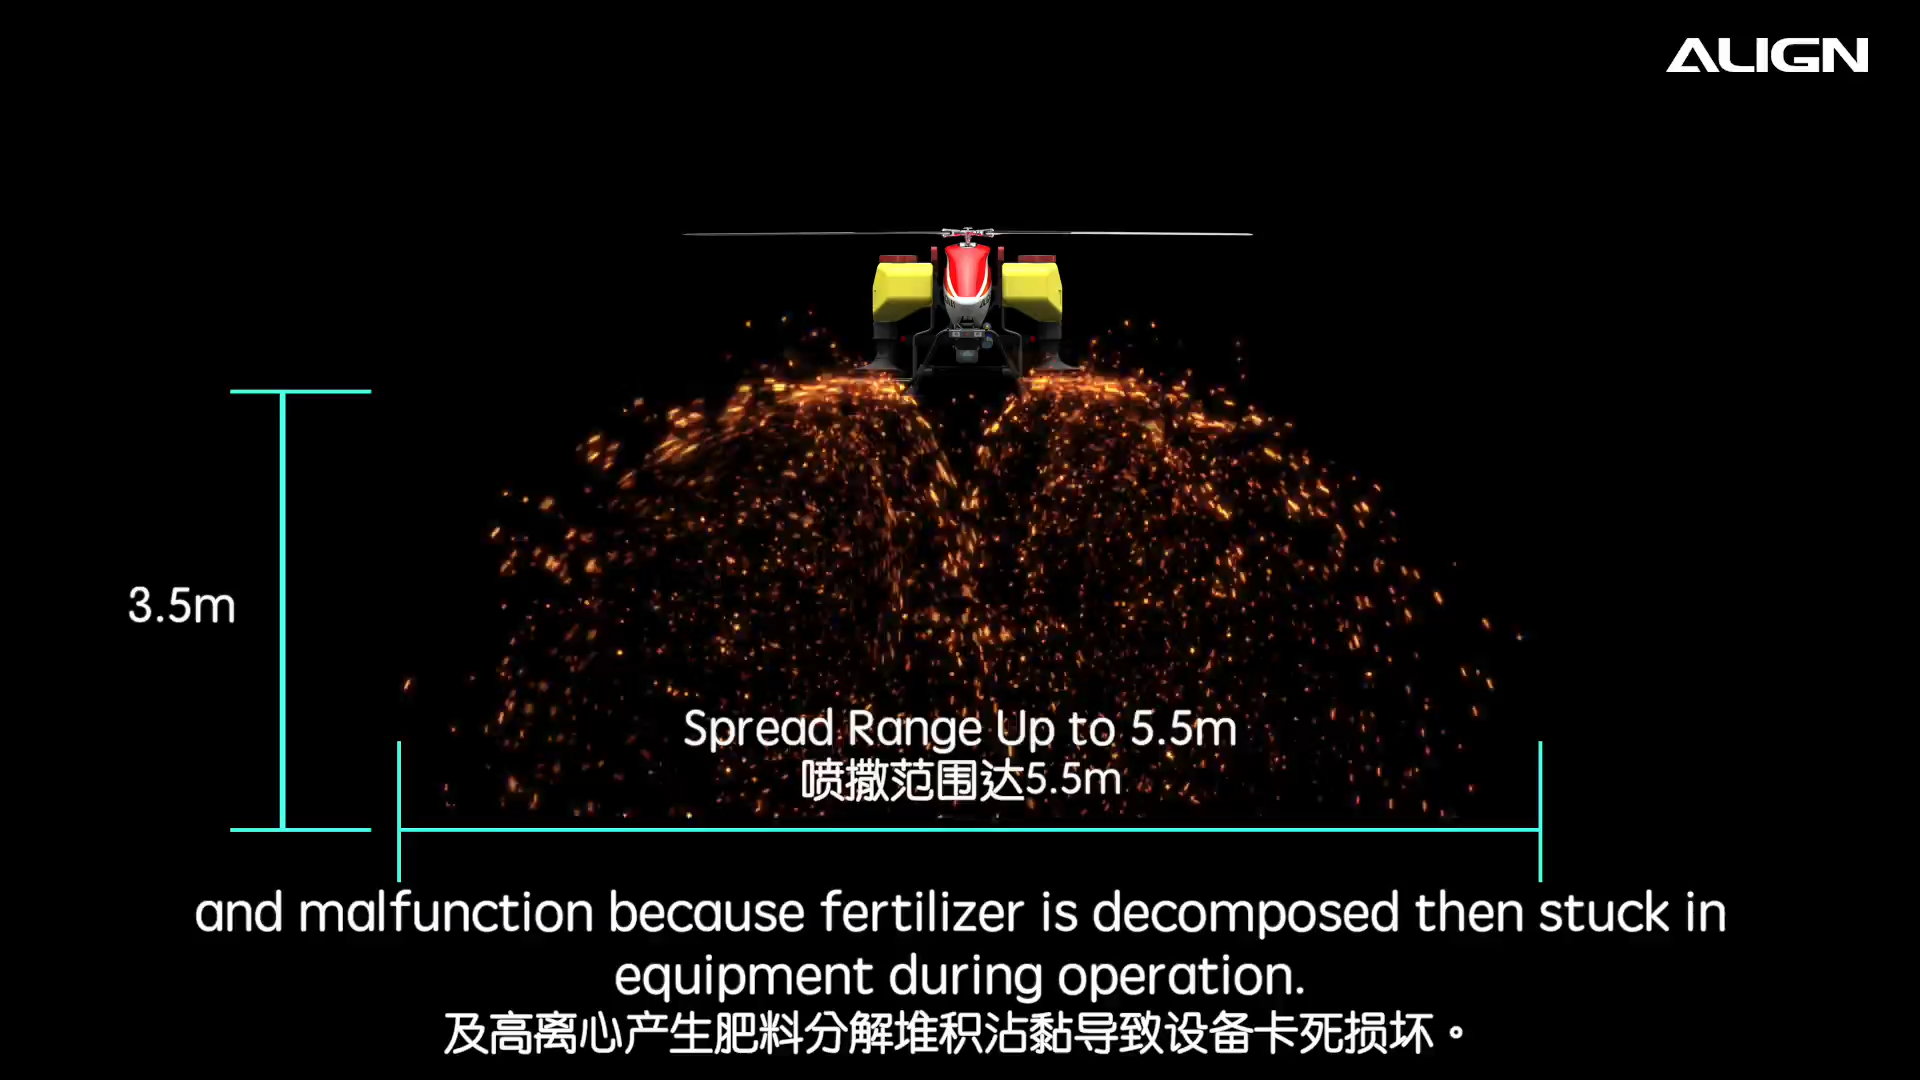 ALIGN
3.5m
Spread Range Up to 5.5m
喷撒范围达5.5m
and malfunction because fertilizer is decomposed then stuck in
equipment during operation.
及高离心产生肥料分解堆积沾黏导致设备卡死损坏。